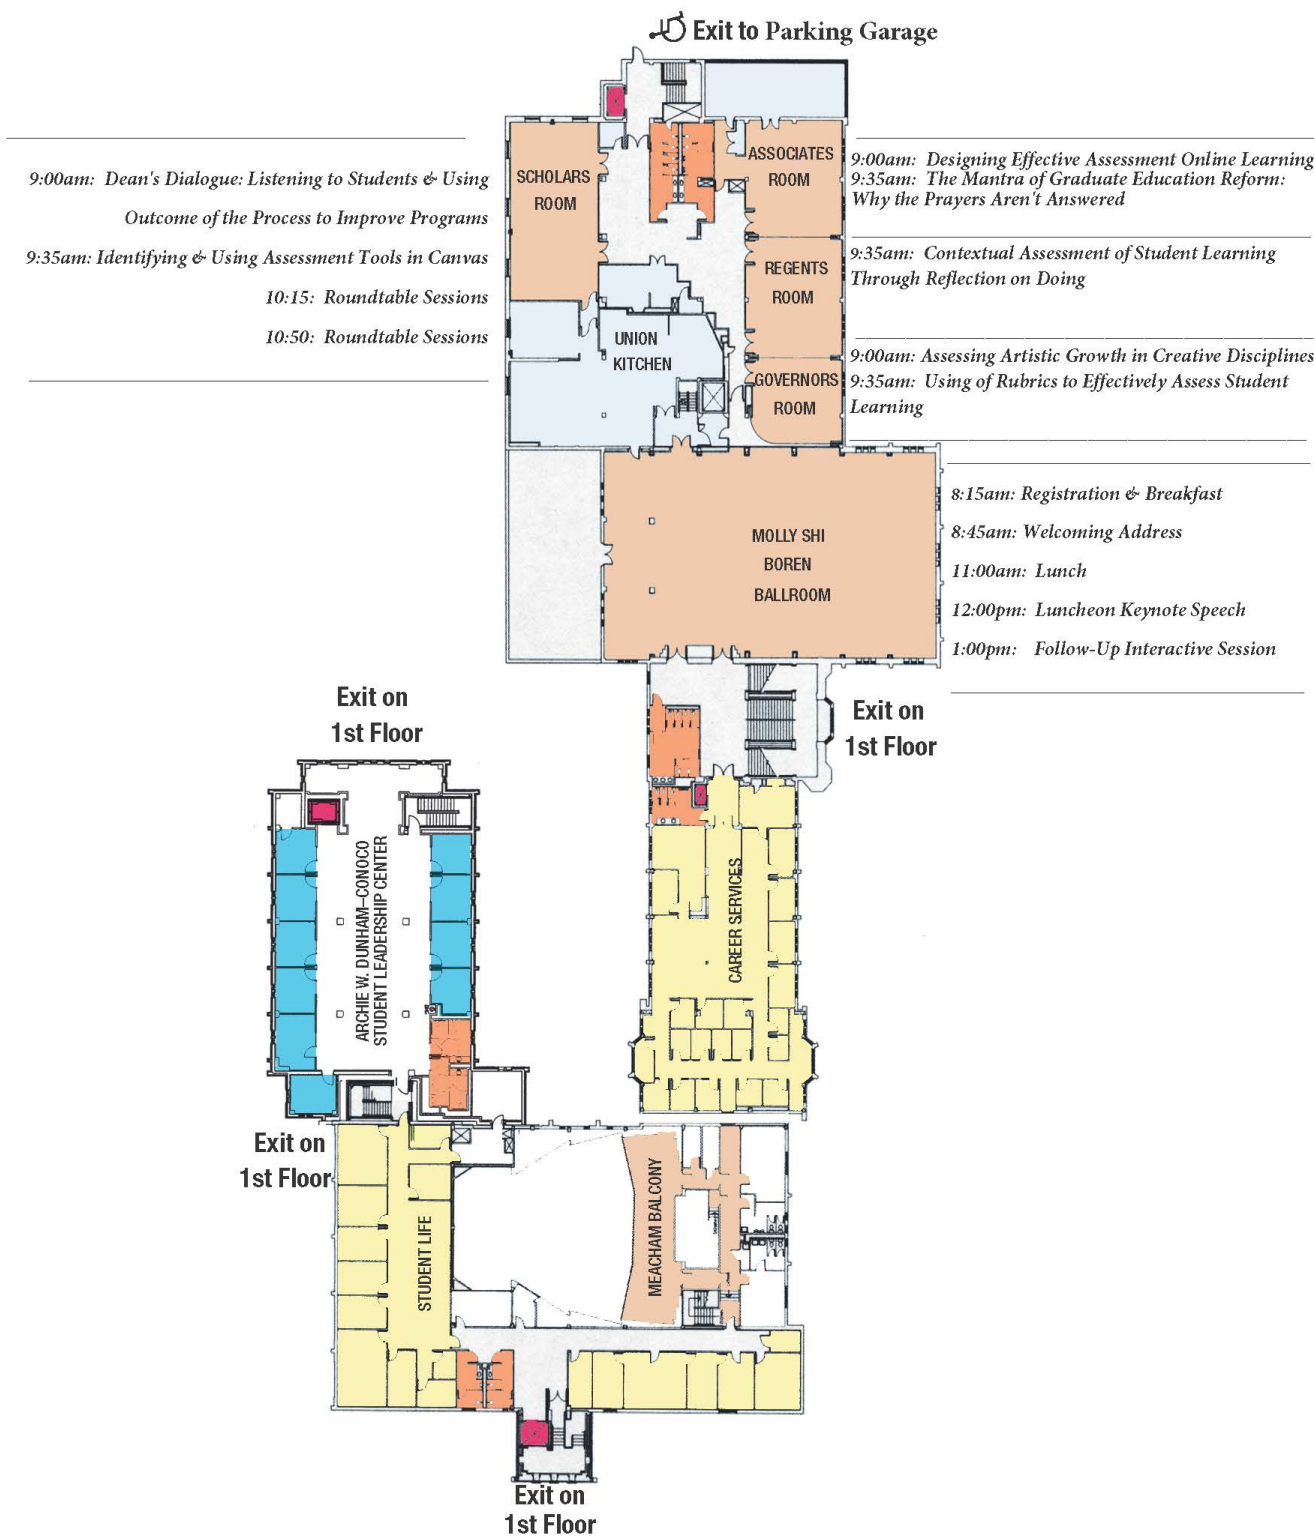 Exit to Parking Garage
9:00am: Dean's Dialogue: Listening to Students & Using
Outcome of the Process to Improve Programs
9:35am: Identifying & Using Assessment Tools in Canvas
10:15: Roundtable Sessions
10:50: Roundtable Sessions
SCHOLARS
ROOM
ASSOCIATES
ROOM
9:00am: Designing Effective Assessment Online Learning
9:35am: The Mantra of Graduate Education Reform:
Why the Prayers Aren't Answered
REGENTS
ROOM
9:35am: Contextual Assessment of Student Learning
Through Reflection on Doing
UNION
KITCHEN
GOVERNORS
ROOM
9:00am: Assessing Artistic Growth in Creative Disciplines
9:35am: Using of Rubrics to Effectively Assess Student
Learning
MOLLY SHI
BOREN
BALLROOM
8:15am: Registration & Breakfast
8:45am: Welcoming Address
11:00am: Lunch
12:00pm: Luncheon Keynote Speech
1:00pm: Follow-Up Interactive Session
Exit on
1st Floor
Exit on
1st Floor
ARCHIE W. DUNHAM–CONOCO
STUDENT LEADERSHIP CENTER
CAREER SERVICES
Exit on
1st Floor
STUDENT LIFE
MEACHAM BALCONY
Exit on
1st Floor